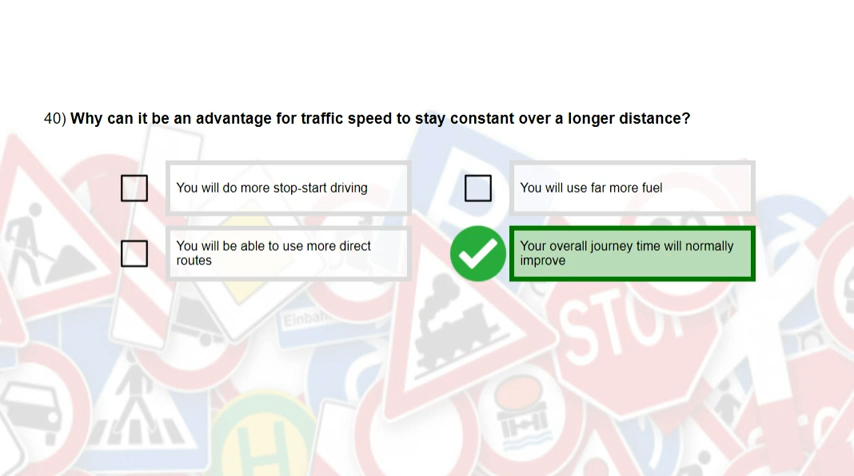 40) Why can it be an advantage for traffic speed to stay constant over a longer distance?
You will do more stop-start driving
You will use far more fuel
You will be able to use more direct
routes
Your overall journey time will normally
improve
P
STOP
H